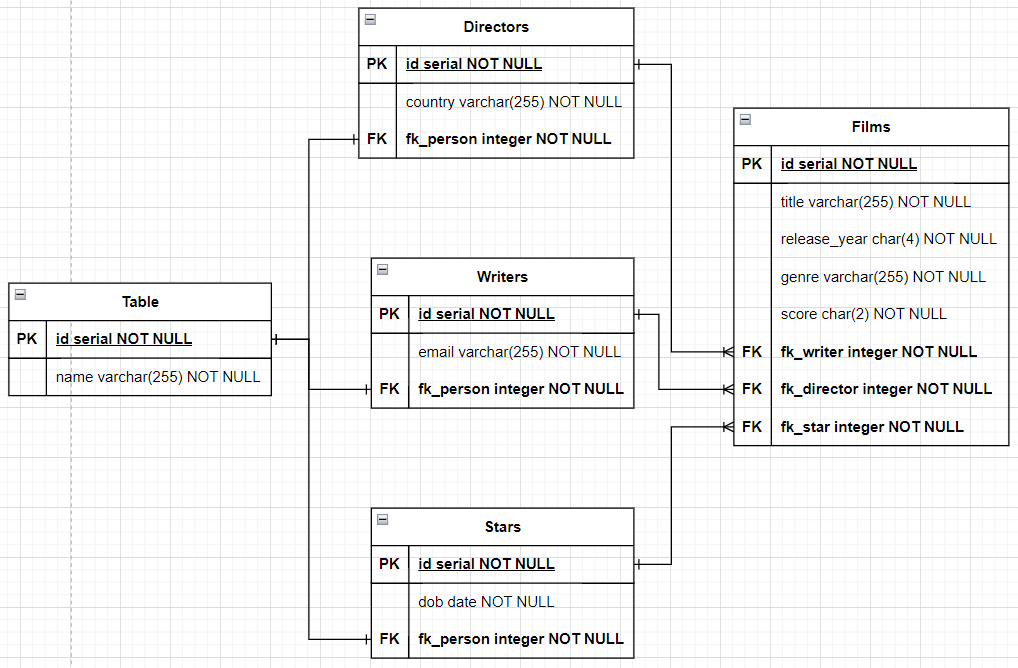 Directors
PK id serial NOT NULL
country varchar(255) NOT NULL
FK fk_person integer NOT NULL
Films
PK id serial NOT NULL
title varchar(255) NOT NULL
release_year char(4) NOT NULL
genre varchar(255) NOT NULL
score char(2) NOT NULL
FK fk_writer integer NOT NULL
FK fk_director integer NOT NULL
FK fk_star integer NOT NULL
Writers
PK id serial NOT NULL
email varchar(255) NOT NULL
FK fk_person integer NOT NULL
Table
PK id serial NOT NULL
name varchar(255) NOT NULL
Stars
PK id serial NOT NULL
dob date NOT NULL
FK fk_person integer NOT NULL